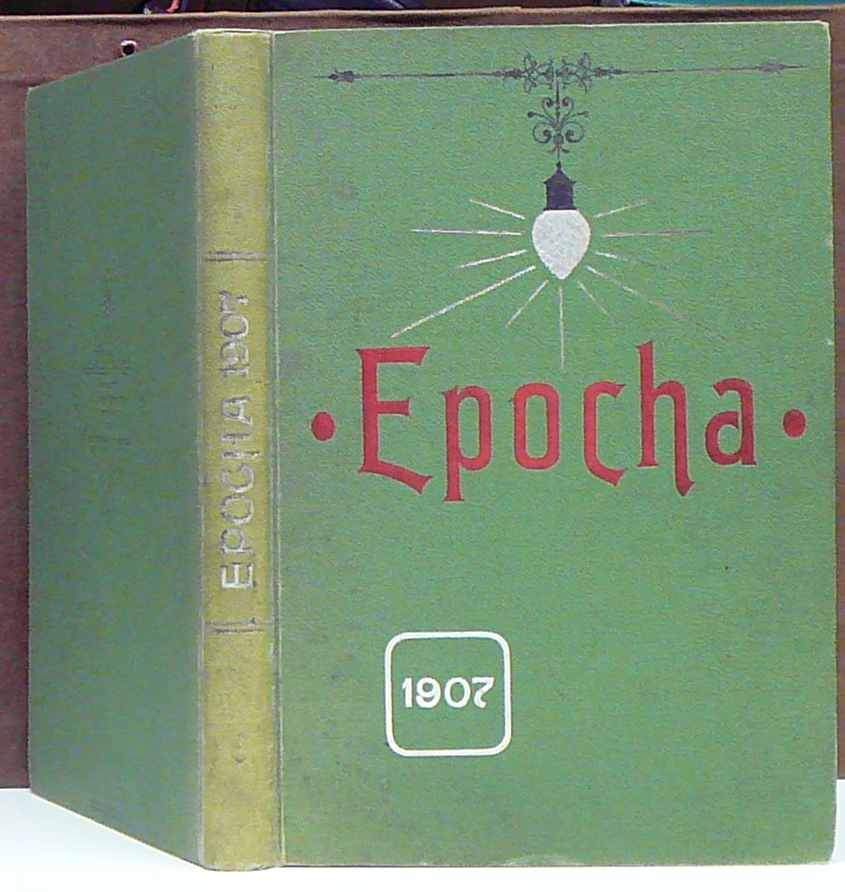 EPOCHA 1907
• Epocha •
1907